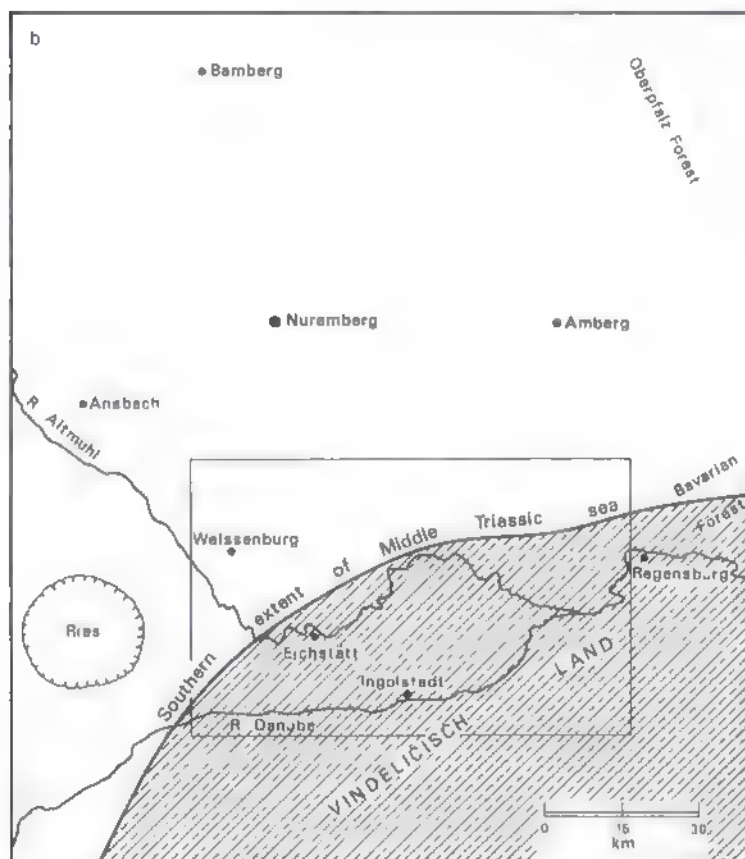 b
Bamberg
Oberpfalz Forest
Nuremberg
Amberg
Ansbach
R Altmuhl
Southern extent of Middle Triassic sea
Bavarian
Forest
Weissenburg
Regensburg
Ries
Eichstätt
Ingolstadt
R Danube
VINDELICISCH LAND
0 15 30
km